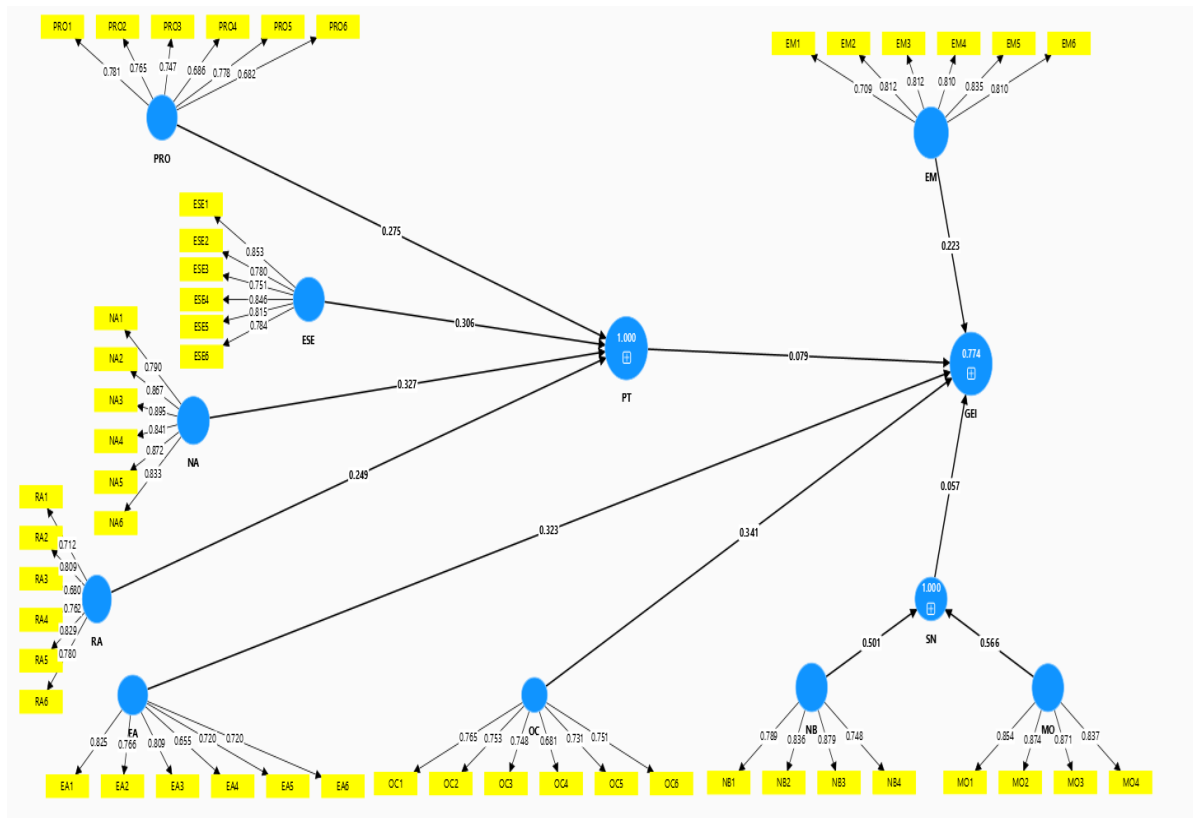 PRO1 PRO2 PRO3 PRO4 PRO5 PRO6
0.781 0.765 0.747 0.686 0.778 0.682
PRO
EM1 EM2 EM3 EM4 EM5 EM6
0.709 0.812 0.812 0.810 0.835 0.810
EM
ESE1
ESE2
ESE3
ESE4
ESE5
ESE6
0.853
0.780
0.751
0.846
0.815
0.784
ESE
0.275
0.223
0.306
NA1
NA2
NA3
NA4
NA5
NA6
0.790
0.867
0.895
0.841
0.872
0.833
NA
0.327
1.000
PT
0.079
0.774
GEI
RA1
RA2
RA3
RA4
RA5
RA6
0.712
0.809
0.680
0.762
0.829
0.780
RA
0.249
0.323
0.341
0.057
1.000
SN
0.501 0.566
EA
0.825 0.766 0.809 0.655 0.720 0.720
EA1 EA2 EA3 EA4 EA5 EA6
OC
0.765 0.753 0.748 0.681 0.731 0.751
OC1 OC2 OC3 OC4 OC5 OC6
NB
0.789 0.836 0.879 0.748
NB1 NB2 NB3 NB4
MO
0.854 0.874 0.871 0.837
MO1 MO2 MO3 MO4